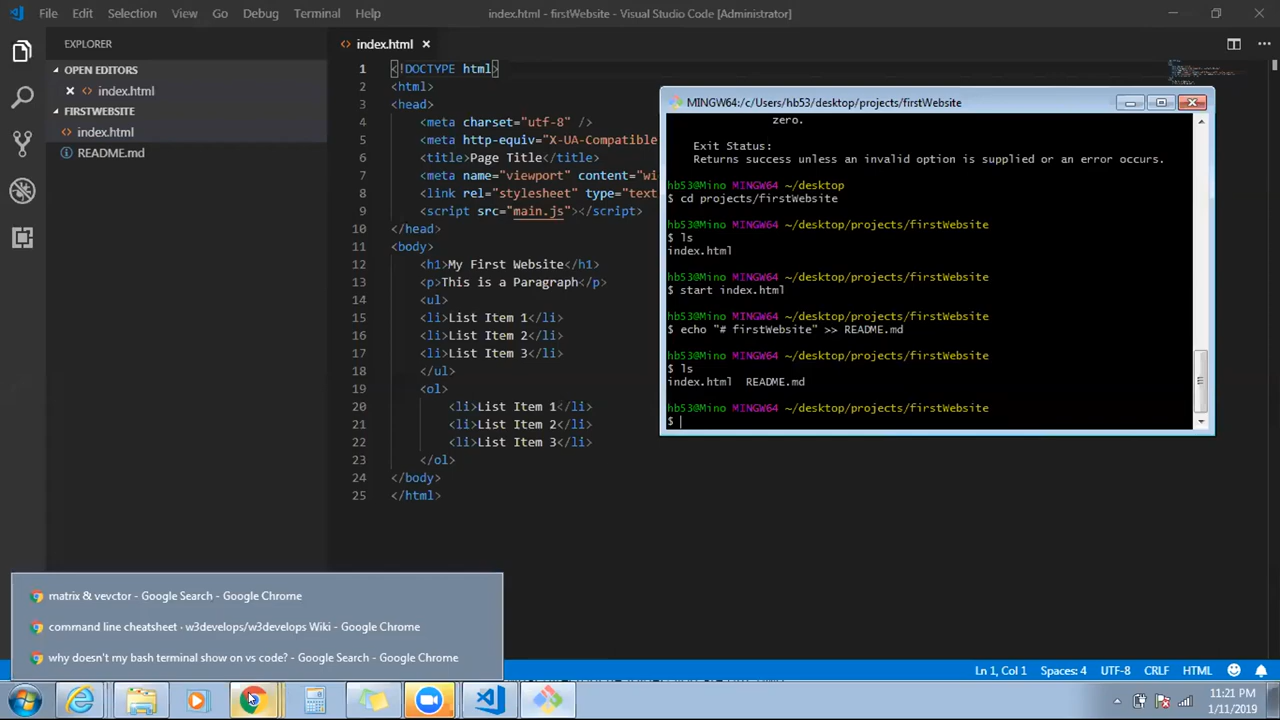 File Edit Selection View Go Debug Terminal Help
index.html - firstWebsite - Visual Studio Code [Administrator]
EXPLORER
OPEN EDITORS
index.html
FIRSTWEBSITE
index.html
README.md
index.html
1 <!DOCTYPE html>
2 <html>
3 <head>
4 <meta charset="utf-8" />
5 <meta http-equiv="X-UA-Compatible
6 <title>Page Title</title>
7 <meta name="viewport" content="wi
8 <link rel="stylesheet" type="text
9 <script src="main.js"></script>
10 </head>
11 <body>
12 <h1>My First Website</h1>
13 <p>This is a Paragraph</p>
14 <ul>
15 <li>List Item 1</li>
16 <li>List Item 2</li>
17 <li>List Item 3</li>
18 </ul>
19 <ol>
20 <li>List Item 1</li>
21 <li>List Item 2</li>
22 <li>List Item 3</li>
23 </ol>
24 </body>
25 </html>
MINGW64:/c/Users/hb53/desktop/projects/firstWebsite
zero.
Exit Status:
Returns success unless an invalid option is supplied or an error occurs.
hb53@Mino MINGW64 ~/desktop
$ cd projects/firstWebsite
hb53@Mino MINGW64 ~/desktop/projects/firstWebsite
$ ls
index.html
hb53@Mino MINGW64 ~/desktop/projects/firstWebsite
$ start index.html
hb53@Mino MINGW64 ~/desktop/projects/firstWebsite
$ echo "# firstWebsite" >> README.md
hb53@Mino MINGW64 ~/desktop/projects/firstWebsite
$ ls
index.html README.md
hb53@Mino MINGW64 ~/desktop/projects/firstWebsite
$
matrix & vevctor - Google Search - Google Chrome
command line cheatsheet · w3develops/w3develops Wiki - Google Chrome
why doesn't my bash terminal show on vs code? - Google Search - Google Chrome
Ln 1, Col 1 Spaces: 4 UTF-8 CRLF HTML
11:21 PM
1/11/2019